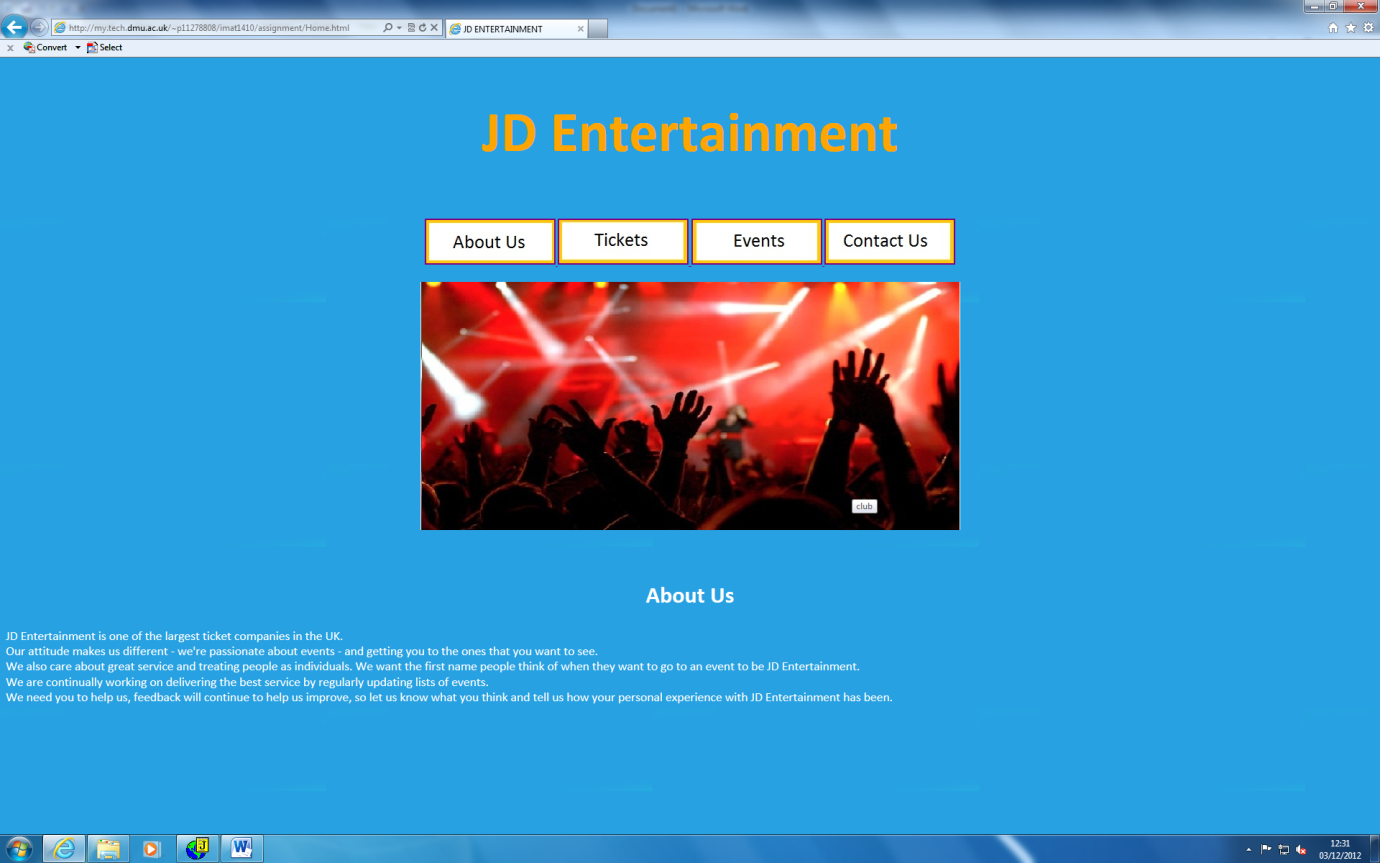 Document1 - Microsoft Word
http://my.tech.dmu.ac.uk/~p11278808/imat1410/assignment/Home.html
JD ENTERTAINMENT
x Convert Select
JD Entertainment
About Us Tickets Events Contact Us
club
About Us
JD Entertainment is one of the largest ticket companies in the UK.
Our attitude makes us different - we're passionate about events - and getting you to the ones that you want to see.
We also care about great service and treating people as individuals. We want the first name people think of when they want to go to an event to be JD Entertainment.
We are continually working on delivering the best service by regularly updating lists of events.
We need you to help us, feedback will continue to help us improve, so let us know what you think and tell us how your personal experience with JD Entertainment has been.
12:31
03/12/2012